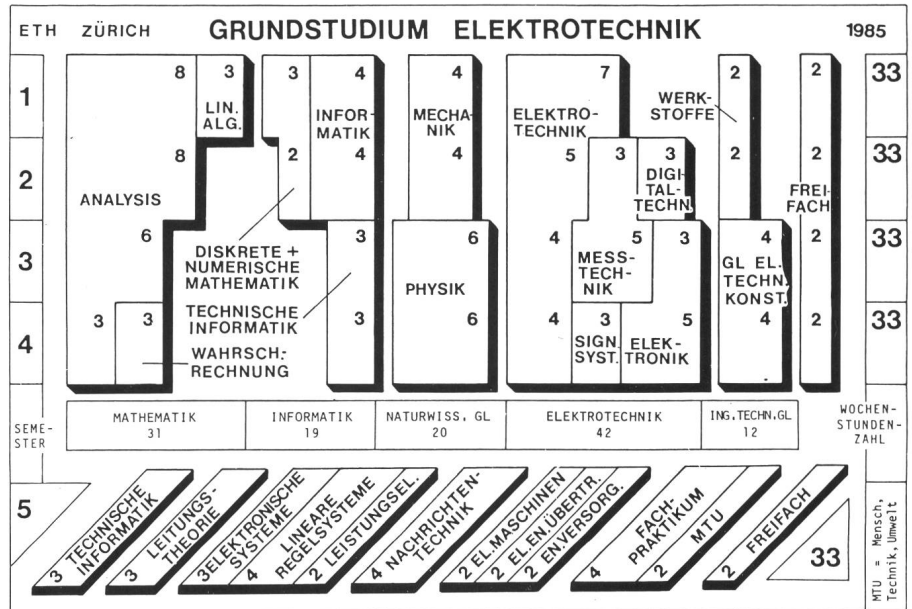 ETH ZÜRICH GRUNDSTUDIUM ELEKTROTECHNIK 1985
1 8 3 3 4 4 7 2 2 33
LIN.
ALG.
INFOR-
MATIK
MECHA-
NIK
ELEKTRO-
TECHNIK
WERK-
STOFFE
2 8 2 4 4 5 3 3 2 2 33
ANALYSIS
DIGI-
TAL-
TECHN.
FREI-
FACH
3 6 3 6 4 5 3 4 2 33
DISKRETE +
NUMERISCHE
MATHEMATIK
PHYSIK
MESS-
TECH-
NIK
GL EL.
TECHN.
KONST.
TECHNISCHE
INFORMATIK
4 3 3 3 6 4 3 5 4 2 33
WAHRSCH.-
RECHNUNG
SIGN.
SYST.
ELEK-
TRONIK
SEME-
STER
MATHEMATIK
31
INFORMATIK
19
NATURWISS. GL
20
ELEKTROTECHNIK
42
ING.TECHN.GL
12
WOCHEN-
STUNDEN-
ZAHL
5
3 TECHNISCHE
INFORMATIK
3 LEITUNGS-
THEORIE
3 ELEKTRONISCHE
SYSTEME
4 LINEARE
REGELSYSTEME
2 LEISTUNGSEL.
4 NACHRICHTEN-
TECHNIK
2 EL.MASCHINEN
2 EL.EN.ÜBERTR.
2 EN.VERSORG.
4 FACH-
PRAKTIKUM
2 MTU
2 FREIFACH
33
MTU = Mensch,
Technik, Umwelt